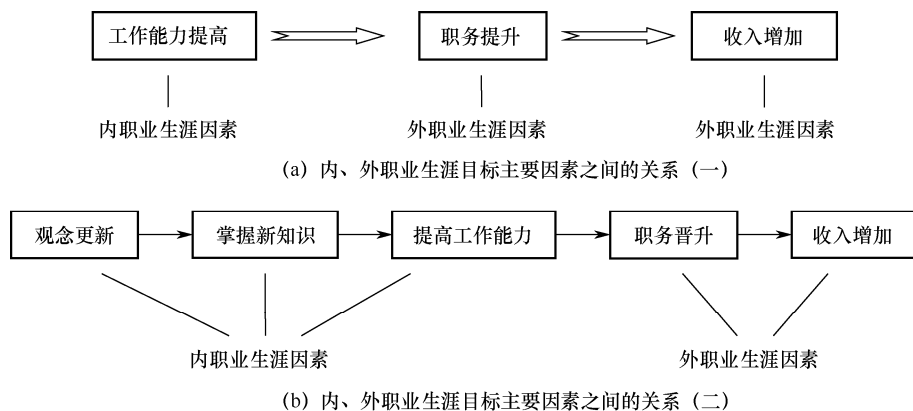 工作能力提高 职务提升 收入增加
内职业生涯因素 外职业生涯因素 外职业生涯因素
(a) 内、外职业生涯目标主要因素之间的关系（一）
观念更新 掌握新知识 提高工作能力 职务晋升 收入增加
内职业生涯因素 外职业生涯因素
(b) 内、外职业生涯目标主要因素之间的关系（二）